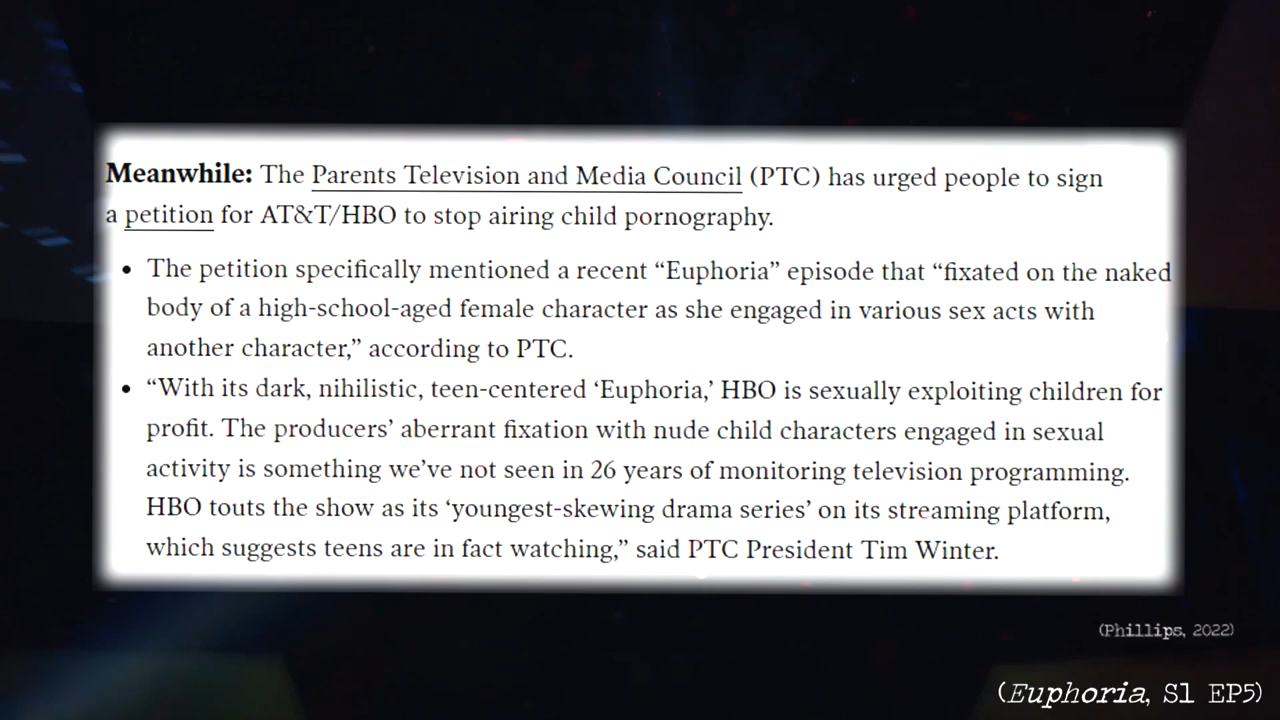 Meanwhile: The Parents Television and Media Council (PTC) has urged people to sign
a petition for AT&T/HBO to stop airing child pornography.
• The petition specifically mentioned a recent “Euphoria” episode that “fixated on the naked
body of a high-school-aged female character as she engaged in various sex acts with
another character,” according to PTC.
• “With its dark, nihilistic, teen-centered ‘Euphoria,’ HBO is sexually exploiting children for
profit. The producers’ aberrant fixation with nude child characters engaged in sexual
activity is something we’ve not seen in 26 years of monitoring television programming.
HBO touts the show as its ‘youngest-skewing drama series’ on its streaming platform,
which suggests teens are in fact watching,” said PTC President Tim Winter.
(Phillips, 2022)
(Euphoria, S1 EP5)